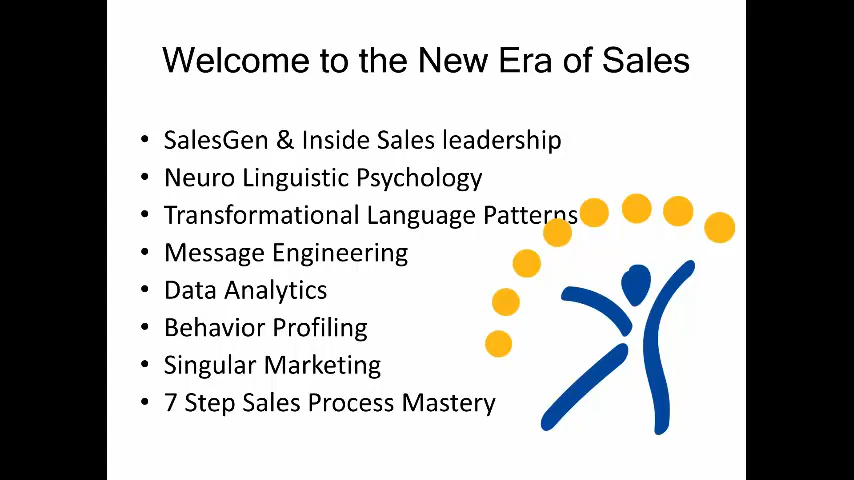 Welcome to the New Era of Sales
• SalesGen & Inside Sales leadership
• Neuro Linguistic Psychology
• Transformational Language Patterns
• Message Engineering
• Data Analytics
• Behavior Profiling
• Singular Marketing
• 7 Step Sales Process Mastery